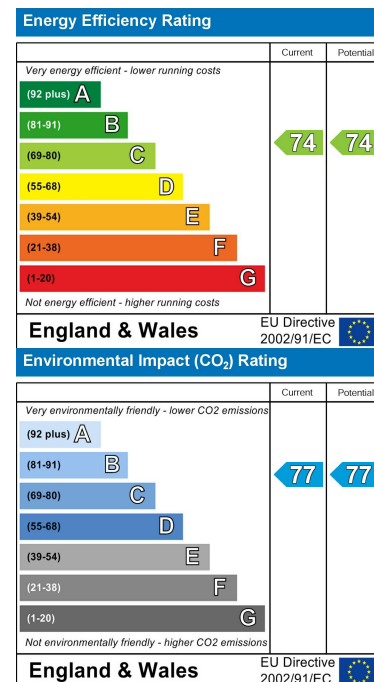 Energy Efficiency Rating
Current Potential
Very energy efficient - lower running costs
(92 plus) A
(81-91) B
(69-80) C
74 74
(55-68) D
(39-54) E
(21-38) F
(1-20) G
Not energy efficient - higher running costs
England & Wales
EU Directive
2002/91/EC
Environmental Impact (CO₂) Rating
Current Potential
Very environmentally friendly - lower CO2 emissions
(92 plus) A
(81-91) B
77 77
(69-80) C
(55-68) D
(39-54) E
(21-38) F
(1-20) G
Not environmentally friendly - higher CO2 emissions
England & Wales
EU Directive
2002/91/EC